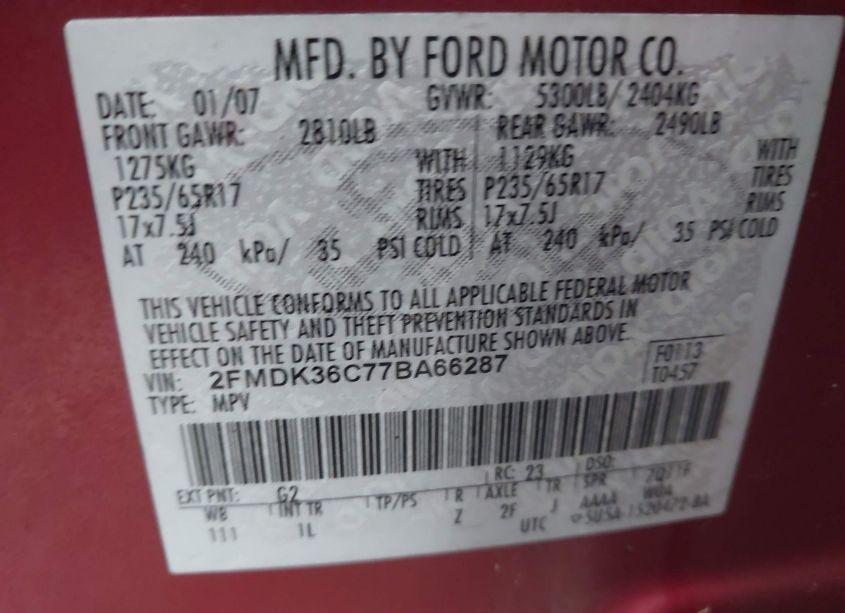 MFD. BY FORD MOTOR CO.
DATE: 01/07 GVWR: 5300LB/ 2404KG
FRONT GAWR: 2810LB REAR GAWR: 2490LB
1275KG WITH 1129KG WITH
P235/65R17 TIRES P235/65R17 TIRES
17x7.5J RIMS 17x7.5J RIMS
AT 240 kPa/ 35 PSI COLD AT 240 kPa/ 35 PSI COLD
THIS VEHICLE CONFORMS TO ALL APPLICABLE FEDERAL MOTOR
VEHICLE SAFETY AND THEFT PREVENTION STANDARDS IN
EFFECT ON THE DATE OF MANUFACTURE SHOWN ABOVE.
VIN: 2FMDK36C77BA66287 F0113
TYPE: MPV T0457
EXT PNT: G2 RC: 23 DSO:
WB INT TR TP/PS R AXLE TR SPR
111 1L Z 2F J AAAA WOA
UTC